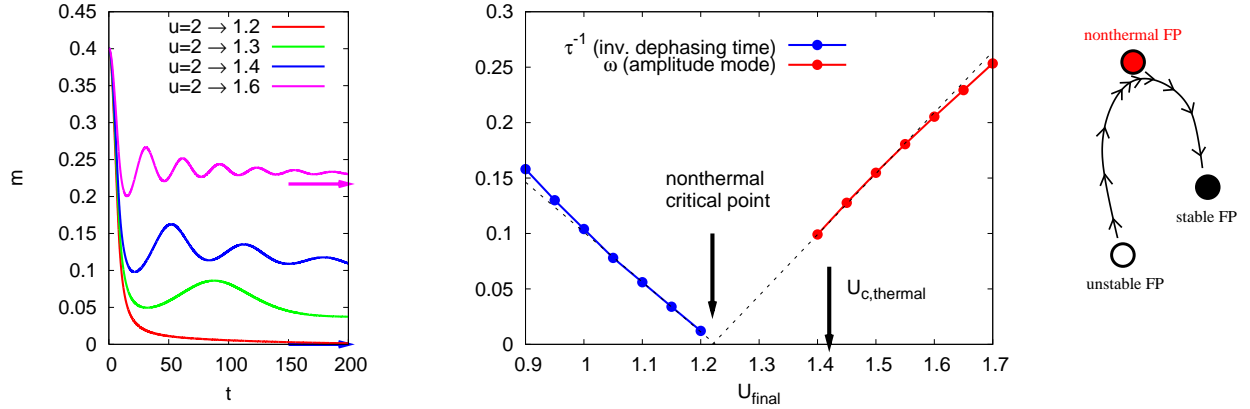 0.45
0.4
0.35
0.3
0.25
0.2
0.15
0.1
0.05
0
m
0 50 100 150 200
t
u=2 → 1.2
u=2 → 1.3
u=2 → 1.4
u=2 → 1.6
0.3
0.25
0.2
0.15
0.1
0.05
0
0.9 1 1.1 1.2 1.3 1.4 1.5 1.6 1.7
U_final
τ⁻¹ (inv. dephasing time)
ω (amplitude mode)
nonthermal
critical point
U_c,thermal
nonthermal FP
stable FP
unstable FP